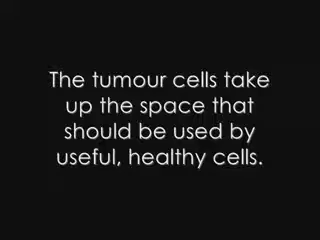 The tumour cells take
up the space that
should be used by
useful, healthy cells.